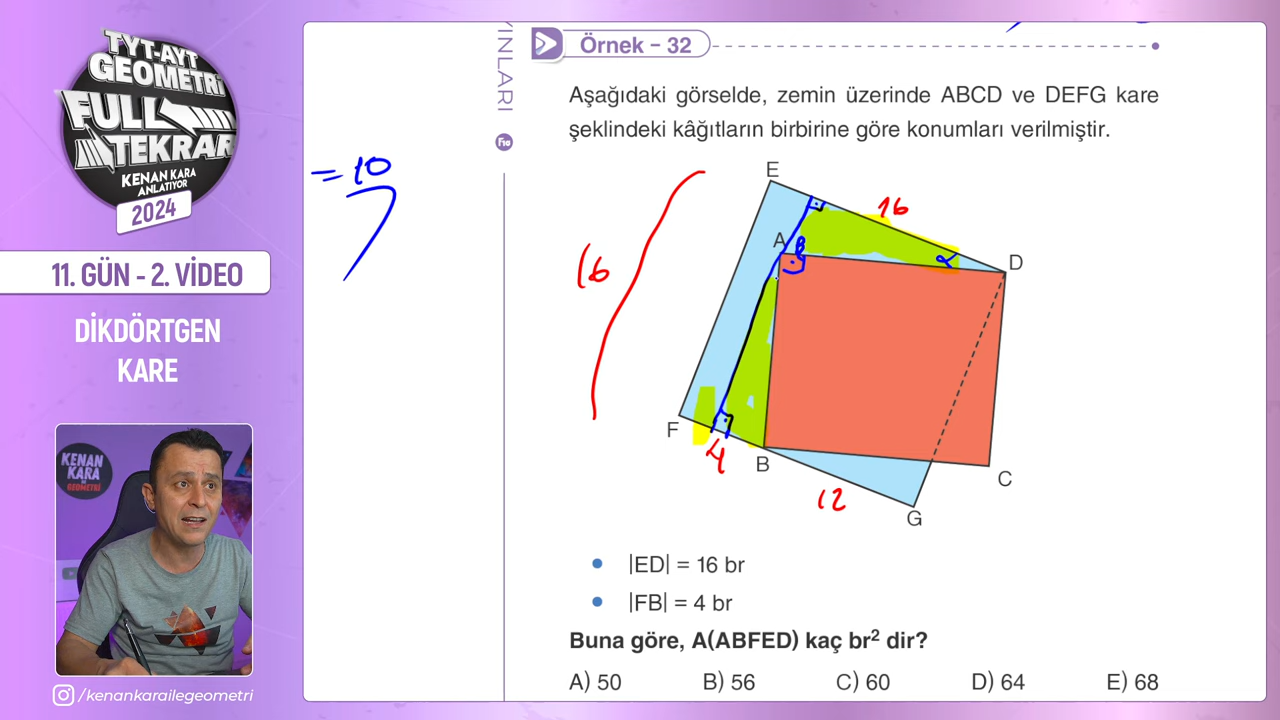 TYT-AYT
GEOMETRİ
FULL
TEKRAR
KENAN KARA
ANLATIYOR
2024
11. GÜN - 2. VİDEO
DİKDÖRTGEN
KARE
KENAN
KARA
GEOMETRİ
/kenankarailegeometri
= 10
INLARI
Örnek – 32
Aşağıdaki görselde, zemin üzerinde ABCD ve DEFG kare
şeklindeki kâğıtların birbirine göre konumları verilmiştir.
E
16
A
β
α
D
16
F
4
B
12
C
G
• |ED| = 16 br
• |FB| = 4 br
Buna göre, A(ABFED) kaç br² dir?
A) 50 B) 56 C) 60 D) 64 E) 68